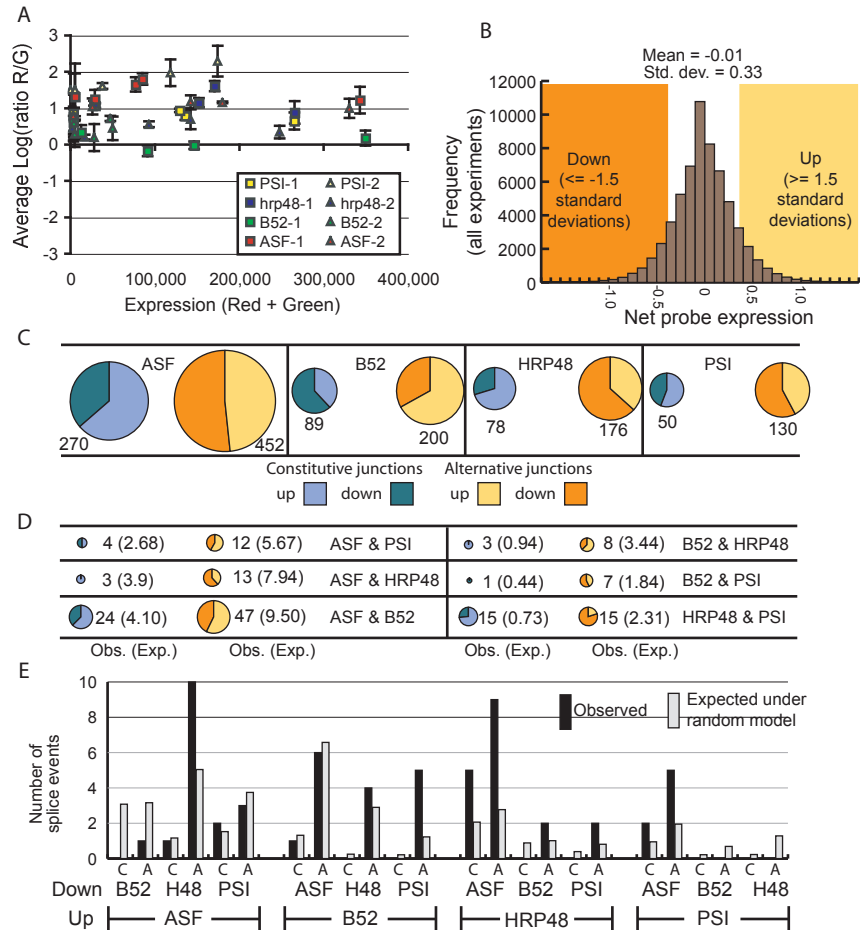 A
Average Log(ratio R/G)
3
2
1
0
-1
-2
-3
0
100,000
200,000
300,000
400,000
Expression (Red + Green)
PSI-1
PSI-2
hrp48-1
hrp48-2
B52-1
B52-2
ASF-1
ASF-2
B
Mean = -0.01
Std. dev. = 0.33
Frequency
(all experiments)
12000
10000
8000
6000
4000
2000
0
Down
(<= -1.5
standard
deviations)
Up
(>= 1.5
standard
deviations)
-1.0
-0.5
0
0.5
1.0
Net probe expression
C
ASF
270
452
B52
89
200
HRP48
78
176
PSI
50
130
Constitutive junctions
up
down
Alternative junctions
up
down
D
4 (2.68)
12 (5.67)
ASF & PSI
3 (0.94)
8 (3.44)
B52 & HRP48
3 (3.9)
13 (7.94)
ASF & HRP48
1 (0.44)
7 (1.84)
B52 & PSI
24 (4.10)
47 (9.50)
ASF & B52
15 (0.73)
15 (2.31)
HRP48 & PSI
Obs. (Exp.)
Obs. (Exp.)
Obs. (Exp.)
Obs. (Exp.)
E
Number of
splice events
10
8
6
4
2
0
Observed
Expected under
random model
C A C A C A C A C A C A C A C A C A C A C A C A
Down B52 H48 PSI ASF H48 PSI ASF B52 PSI ASF B52 H48
Up ASF B52 HRP48 PSI